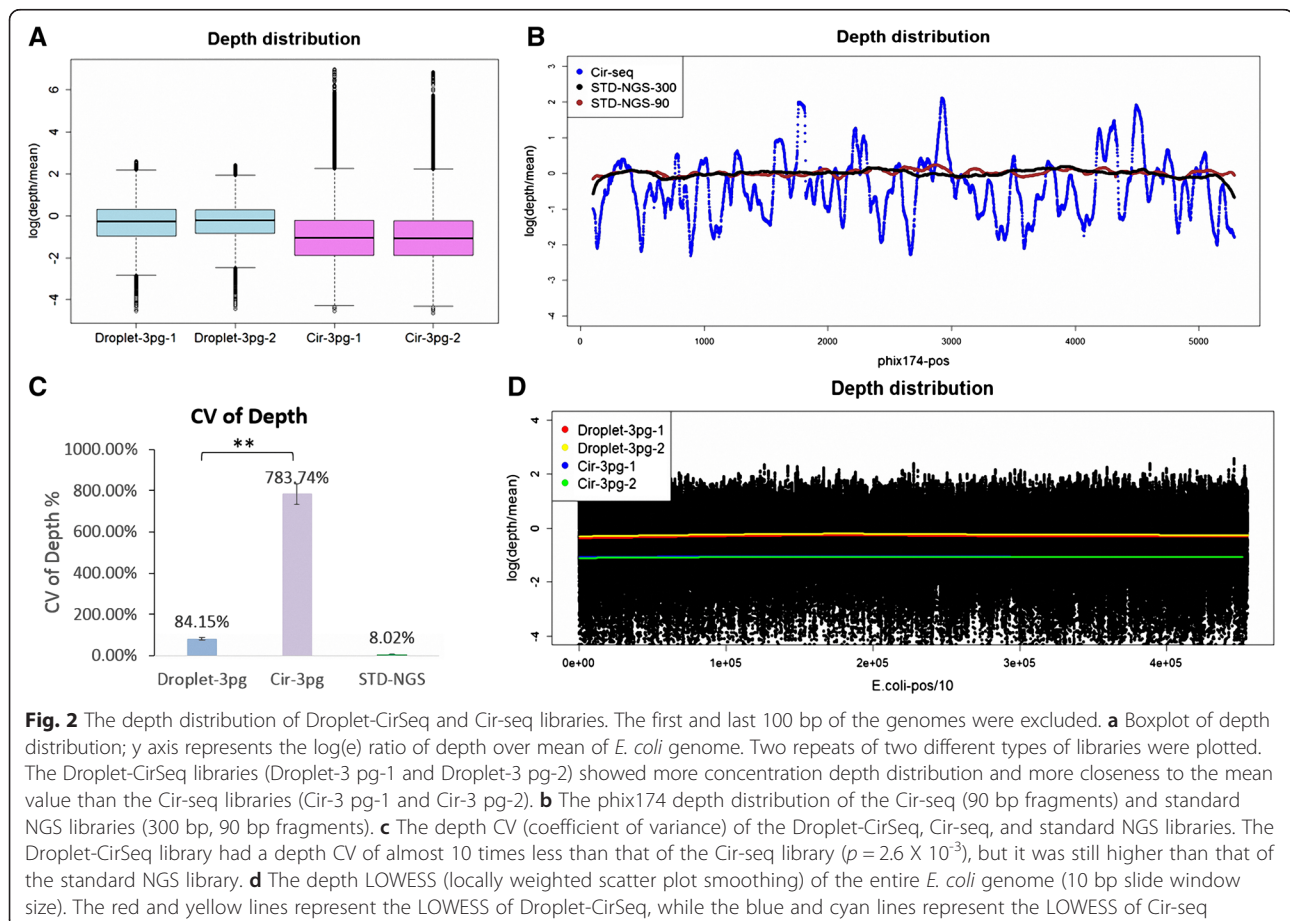 A
Depth distribution
log(depth/mean)
6
4
2
0
-2
-4
Droplet-3pg-1
Droplet-3pg-2
Cir-3pg-1
Cir-3pg-2
B
Depth distribution
Cir-seq
STD-NGS-300
STD-NGS-90
log(depth/mean)
3
2
1
0
-1
-2
-3
-4
0
1000
2000
3000
4000
5000
phix174-pos
C
CV of Depth
**
CV of Depth %
1000.00%
800.00%
600.00%
400.00%
200.00%
0.00%
84.15%
783.74%
8.02%
Droplet-3pg
Cir-3pg
STD-NGS
D
Depth distribution
Droplet-3pg-1
Droplet-3pg-2
Cir-3pg-1
Cir-3pg-2
log(depth/mean)
4
2
0
-2
-4
0e+00
1e+05
2e+05
3e+05
4e+05
E.coli-pos/10
Fig. 2 The depth distribution of Droplet-CirSeq and Cir-seq libraries. The first and last 100 bp of the genomes were excluded. a Boxplot of depth
distribution; y axis represents the log(e) ratio of depth over mean of E. coli genome. Two repeats of two different types of libraries were plotted.
The Droplet-CirSeq libraries (Droplet-3 pg-1 and Droplet-3 pg-2) showed more concentration depth distribution and more closeness to the mean
value than the Cir-seq libraries (Cir-3 pg-1 and Cir-3 pg-2). b The phix174 depth distribution of the Cir-seq (90 bp fragments) and standard
NGS libraries (300 bp, 90 bp fragments). c The depth CV (coefficient of variance) of the Droplet-CirSeq, Cir-seq, and standard NGS libraries. The
Droplet-CirSeq library had a depth CV of almost 10 times less than that of the Cir-seq library (p = 2.6 X 10⁻³), but it was still higher than that of
the standard NGS library. d The depth LOWESS (locally weighted scatter plot smoothing) of the entire E. coli genome (10 bp slide window
size). The red and yellow lines represent the LOWESS of Droplet-CirSeq, while the blue and cyan lines represent the LOWESS of Cir-seq